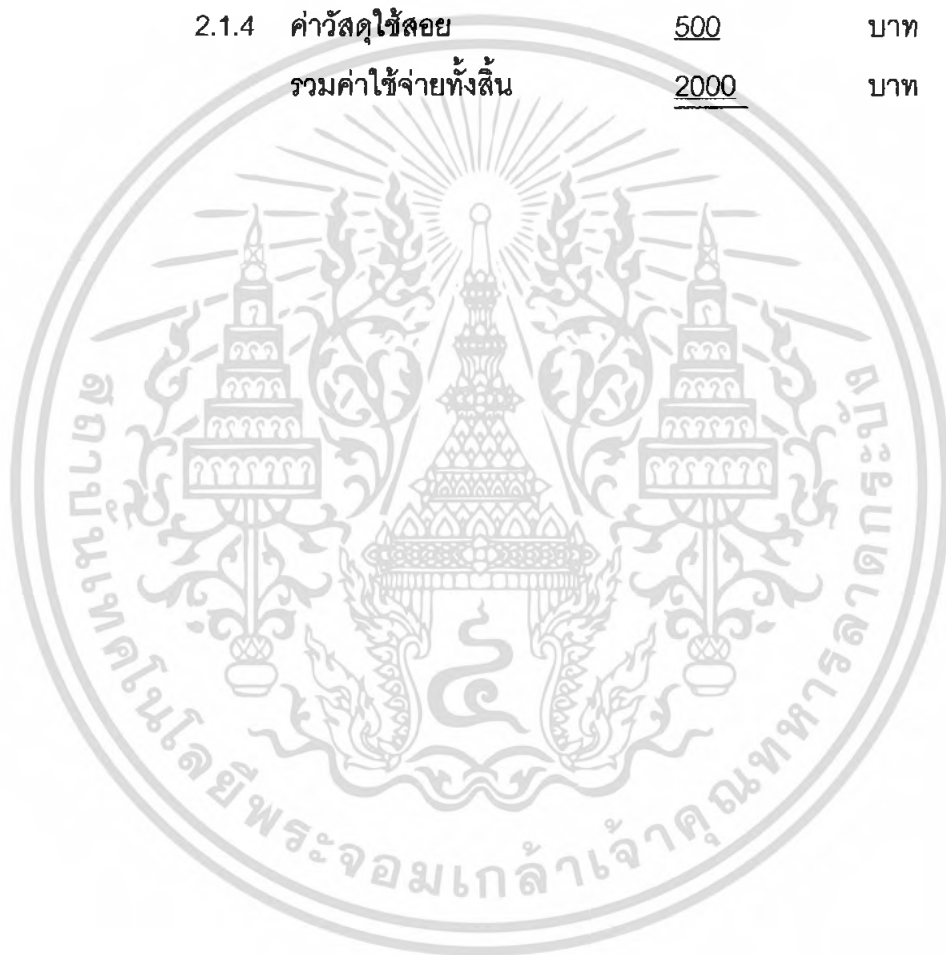 2.1.4 ค่าวัสดุใช้สอย 500 บาท
รวมค่าใช้จ่ายทั้งสิ้น 2000 บาท
๔
สถาบันเทคโนโลยีพระจอมเกล้าเจ้าคุณทหารลาดกระบัง